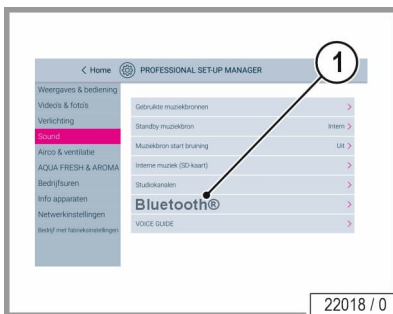 1
< Home PROFESSIONAL SET-UP MANAGER
Weergaves & bediening
Video's & foto's
Verlichting
Sound
Airco & ventilatie
AQUA FRESH & AROMA
Bedrijfsuren
Info apparaten
Netwerkinstellingen
Bedrijf met fabrieksinstellingen
Gebruikte muziekbronnen >
Standby muziekbron Intern >
Muziekbron start bruining Uit >
Interne muziek (SD-kaart) >
Studiokanalen >
Bluetooth® >
VOICE GUIDE >
22018 / 0